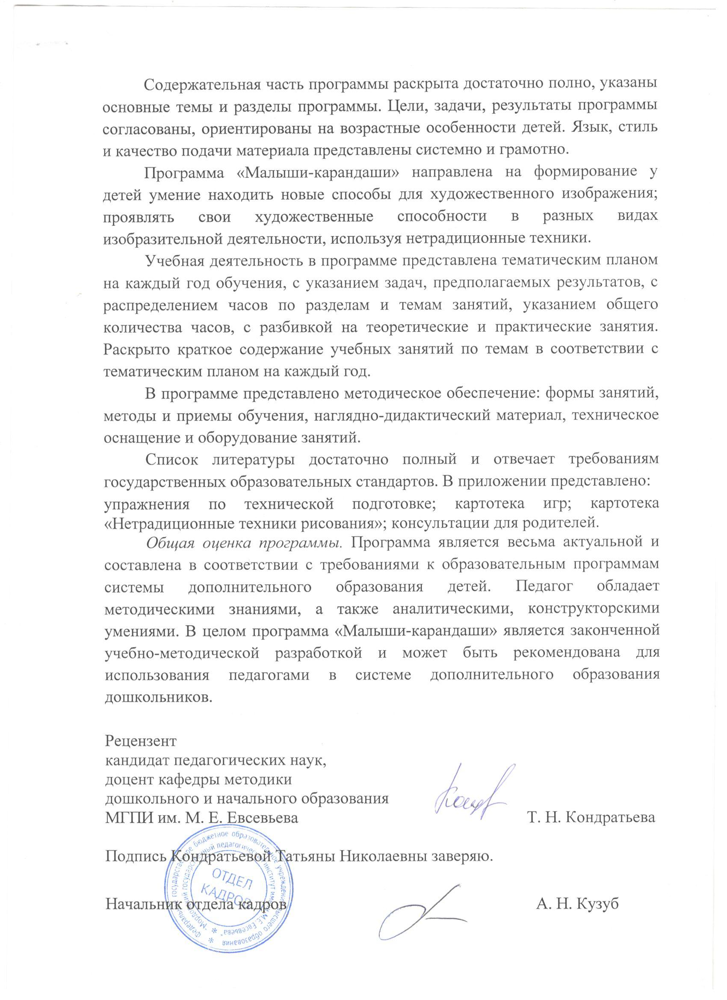 Содержательная часть программы раскрыта достаточно полно, указаны
основные темы и разделы программы. Цели, задачи, результаты программы
согласованы, ориентированы на возрастные особенности детей. Язык, стиль
и качество подачи материала представлены системно и грамотно.
Программа «Малыши-карандаши» направлена на формирование у
детей умение находить новые способы для художественного изображения;
проявлять свои художественные способности в разных видах
изобразительной деятельности, используя нетрадиционные техники.
Учебная деятельность в программе представлена тематическим планом
на каждый год обучения, с указанием задач, предполагаемых результатов, с
распределением часов по разделам и темам занятий, указанием общего
количества часов, с разбивкой на теоретические и практические занятия.
Раскрыто краткое содержание учебных занятий по темам в соответствии с
тематическим планом на каждый год.
В программе представлено методическое обеспечение: формы занятий,
методы и приемы обучения, наглядно-дидактический материал, техническое
оснащение и оборудование занятий.
Список литературы достаточно полный и отвечает требованиям
государственных образовательных стандартов. В приложении представлено:
упражнения по технической подготовке; картотека игр; картотека
«Нетрадиционные техники рисования»; консультации для родителей.
Общая оценка программы. Программа является весьма актуальной и
составлена в соответствии с требованиями к образовательным программам
системы дополнительного образования детей. Педагог обладает
методическими знаниями, а также аналитическими, конструкторскими
умениями. В целом программа «Малыши-карандаши» является законченной
учебно-методической разработкой и может быть рекомендована для
использования педагогами в системе дополнительного образования
дошкольников.
Рецензент
кандидат педагогических наук,
доцент кафедры методики
дошкольного и начального образования
МГПИ им. М. Е. Евсевьева Т. Н. Кондратьева
Подпись Кондратьевой Татьяны Николаевны заверяю.
Начальник отдела кадров А. Н. Кузуб
Федеральное государственное бюджетное образовательное учреждение высшего образования
"Мордовский государственный педагогический институт имени М.Е. Евсевьева"
ОТДЕЛ
КАДРОВ